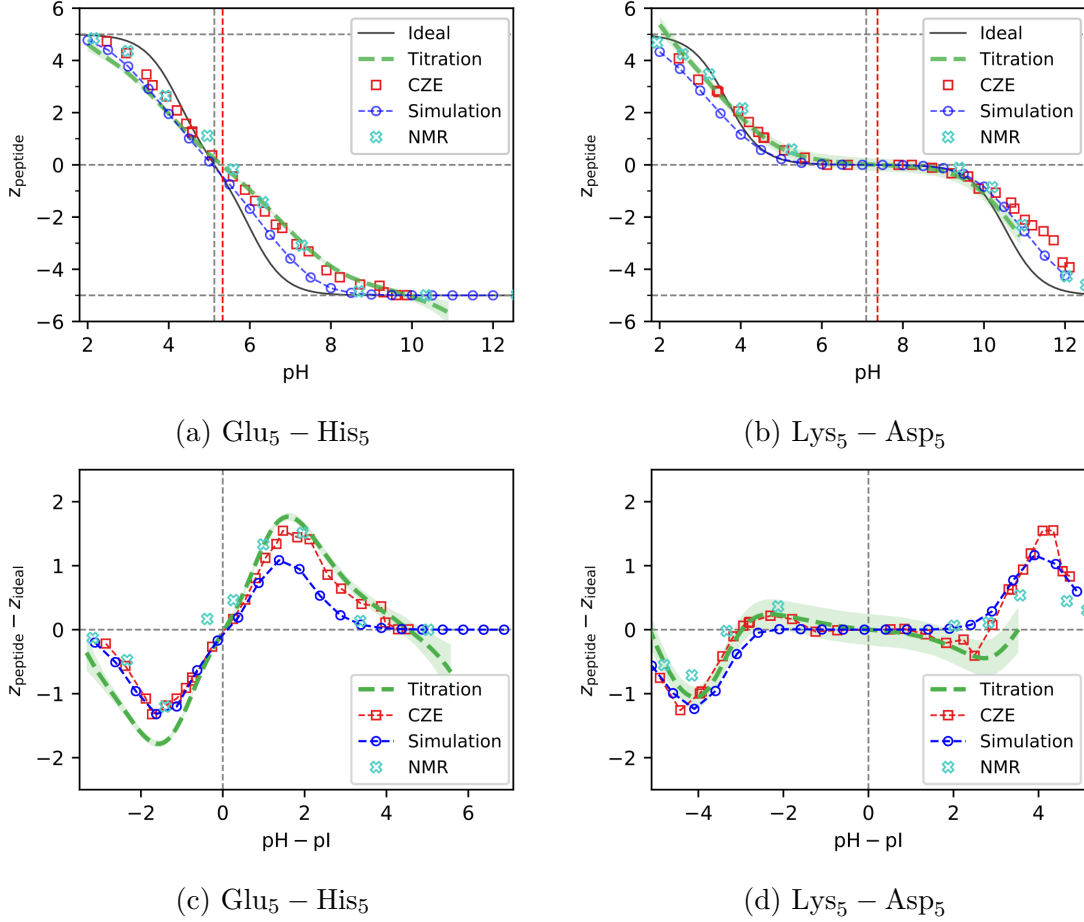 6
4
2
0
−2
−4
−6
z_peptide
2 4 6 8 10 12
pH
Ideal
Titration
CZE
Simulation
NMR
(a) Glu₅ − His₅
6
4
2
0
−2
−4
−6
z_peptide
2 4 6 8 10 12
pH
Ideal
Titration
CZE
Simulation
NMR
(b) Lys₅ − Asp₅
2
1
0
−1
−2
z_peptide − z_ideal
−2 0 2 4 6
pH − pI
Titration
CZE
Simulation
NMR
(c) Glu₅ − His₅
2
1
0
−1
−2
z_peptide − z_ideal
−4 −2 0 2 4
pH − pI
Titration
CZE
Simulation
NMR
(d) Lys₅ − Asp₅